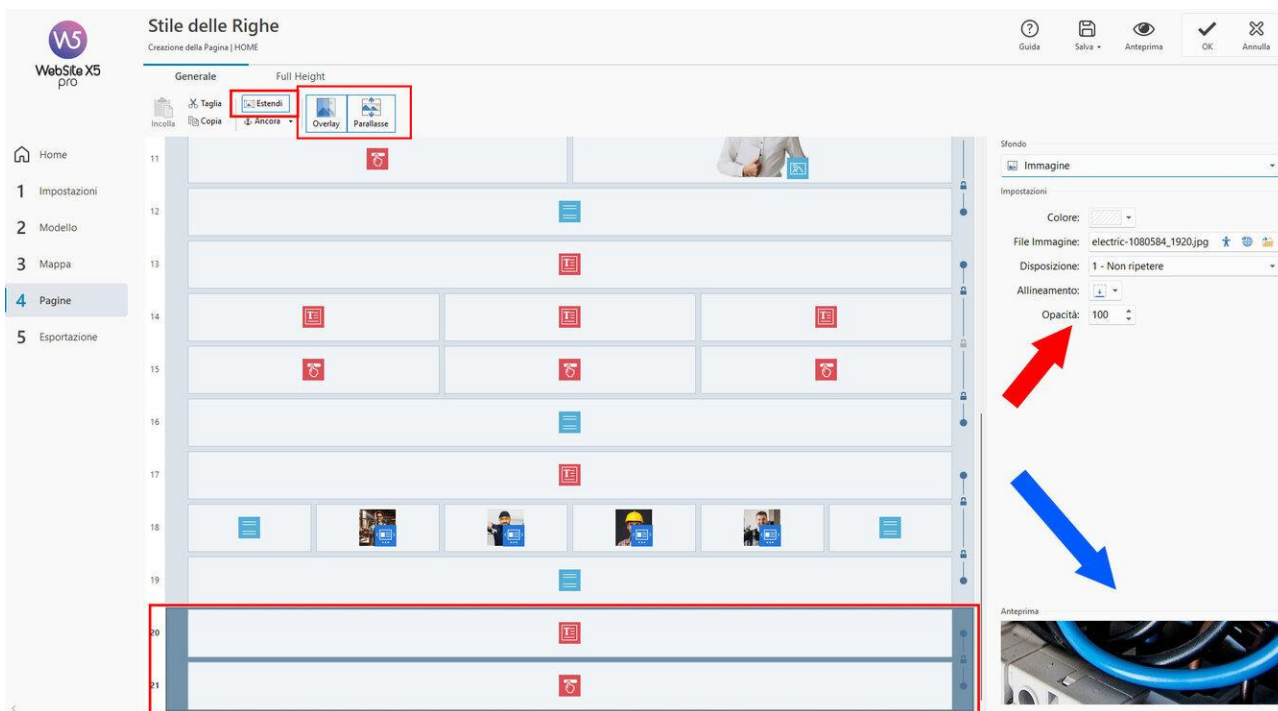 W5
WebSite X5
pro
Stile delle Righe
Creazione della Pagina | HOME
Guida
Salva
Anteprima
OK
Annulla
Generale
Full Height
Incolla
Taglia
Copia
Estendi
Ancora
Overlay
Parallasse
Home
1 Impostazioni
2 Modello
3 Mappa
4 Pagine
5 Esportazione
11
12
13
14
15
16
17
18
19
20
21
Sfondo
Immagine
Impostazioni
Colore:
File Immagine: electric-1080584_1920.jpg
Disposizione: 1 - Non ripetere
Allineamento:
Opacità: 100
Anteprima